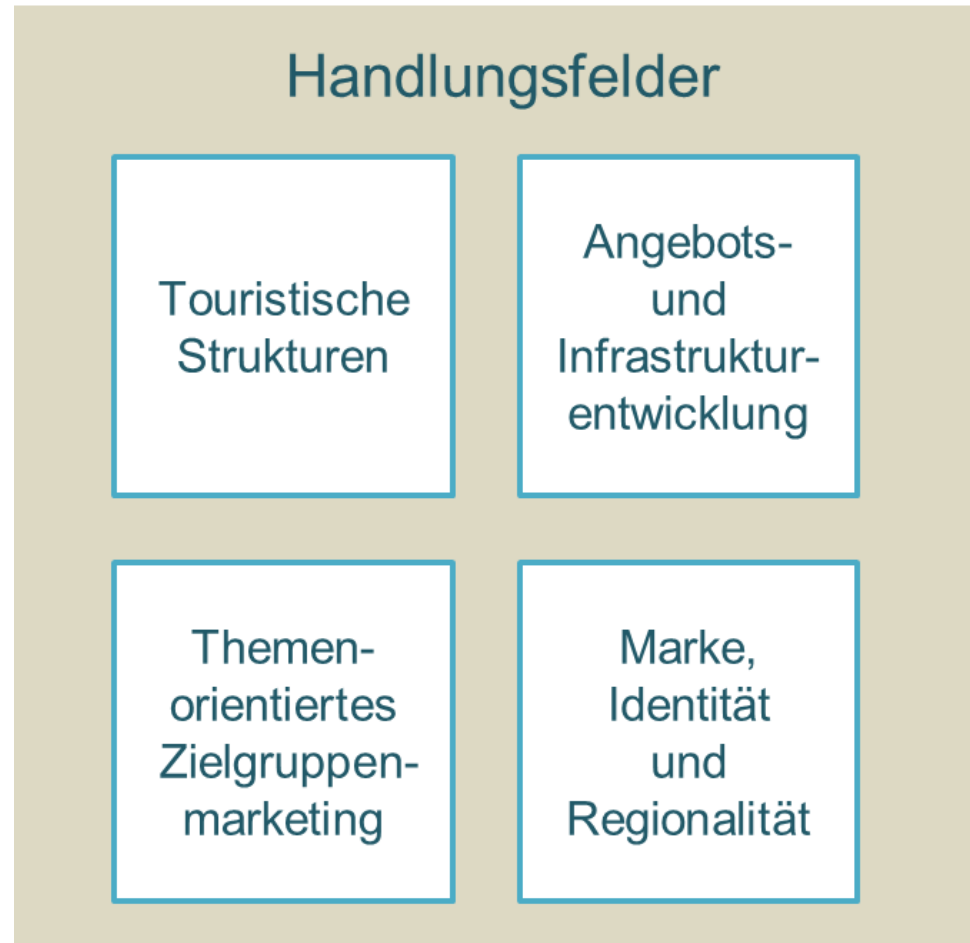 Handlungsfelder
Touristische
Strukturen
Angebots-
und
Infrastruktur-
entwicklung
Themen-
orientiertes
Zielgruppen-
marketing
Marke,
Identität
und
Regionalität